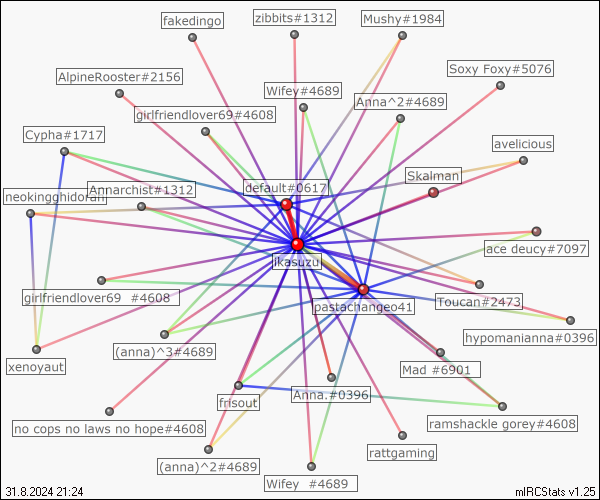 fakedingo
zibbits#1312
Mushy#1984
Soxy Foxy#5076
AlpineRooster#2156
Wifey#4689
Anna^2#4689
girlfriendlover69#4608
Cypha#1717
avelicious
Skalman
default#0617
Annarchist#1312
neokingghidorah
ace deucy#7097
jkasuzu
girlfriendlover69 #4608
pastachangeo41
Toucan#2473
hypomanianna#0396
(anna)^3#4689
xenoyaut
Mad #6901
Anna.#0396
frisout
no cops no laws no hope#4608
ramshackle gorey#4608
rattgaming
(anna)^2#4689
Wifey #4689
31.8.2024 21:24
mIRCStats v1.25